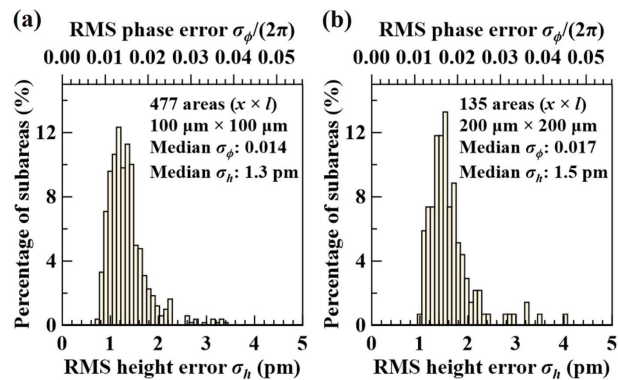 (a)
RMS phase error σϕ/(2π)
0.00 0.01 0.02 0.03 0.04 0.05
Percentage of subareas (%)
12
8
4
0
477 areas (x × l)
100 μm × 100 μm
Median σϕ: 0.014
Median σh: 1.3 pm
0 1 2 3 4 5
RMS height error σh (pm)
(b)
RMS phase error σϕ/(2π)
0.00 0.01 0.02 0.03 0.04 0.05
Percentage of subareas (%)
12
8
4
0
135 areas (x × l)
200 μm × 200 μm
Median σϕ: 0.017
Median σh: 1.5 pm
0 1 2 3 4 5
RMS height error σh (pm)